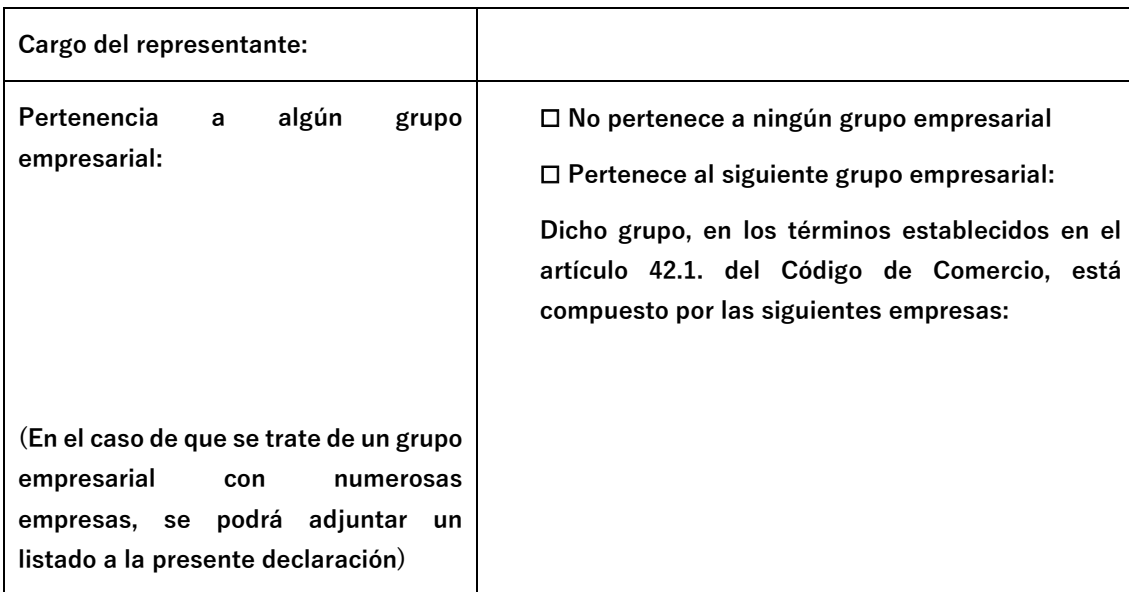 Cargo del representante:
Pertenencia a algún grupo
empresarial:
(En el caso de que se trate de un grupo
empresarial con numerosas
empresas, se podrá adjuntar un
listado a la presente declaración)
☐ No pertenece a ningún grupo empresarial
☐ Pertenece al siguiente grupo empresarial:
Dicho grupo, en los términos establecidos en el
artículo 42.1. del Código de Comercio, está
compuesto por las siguientes empresas: